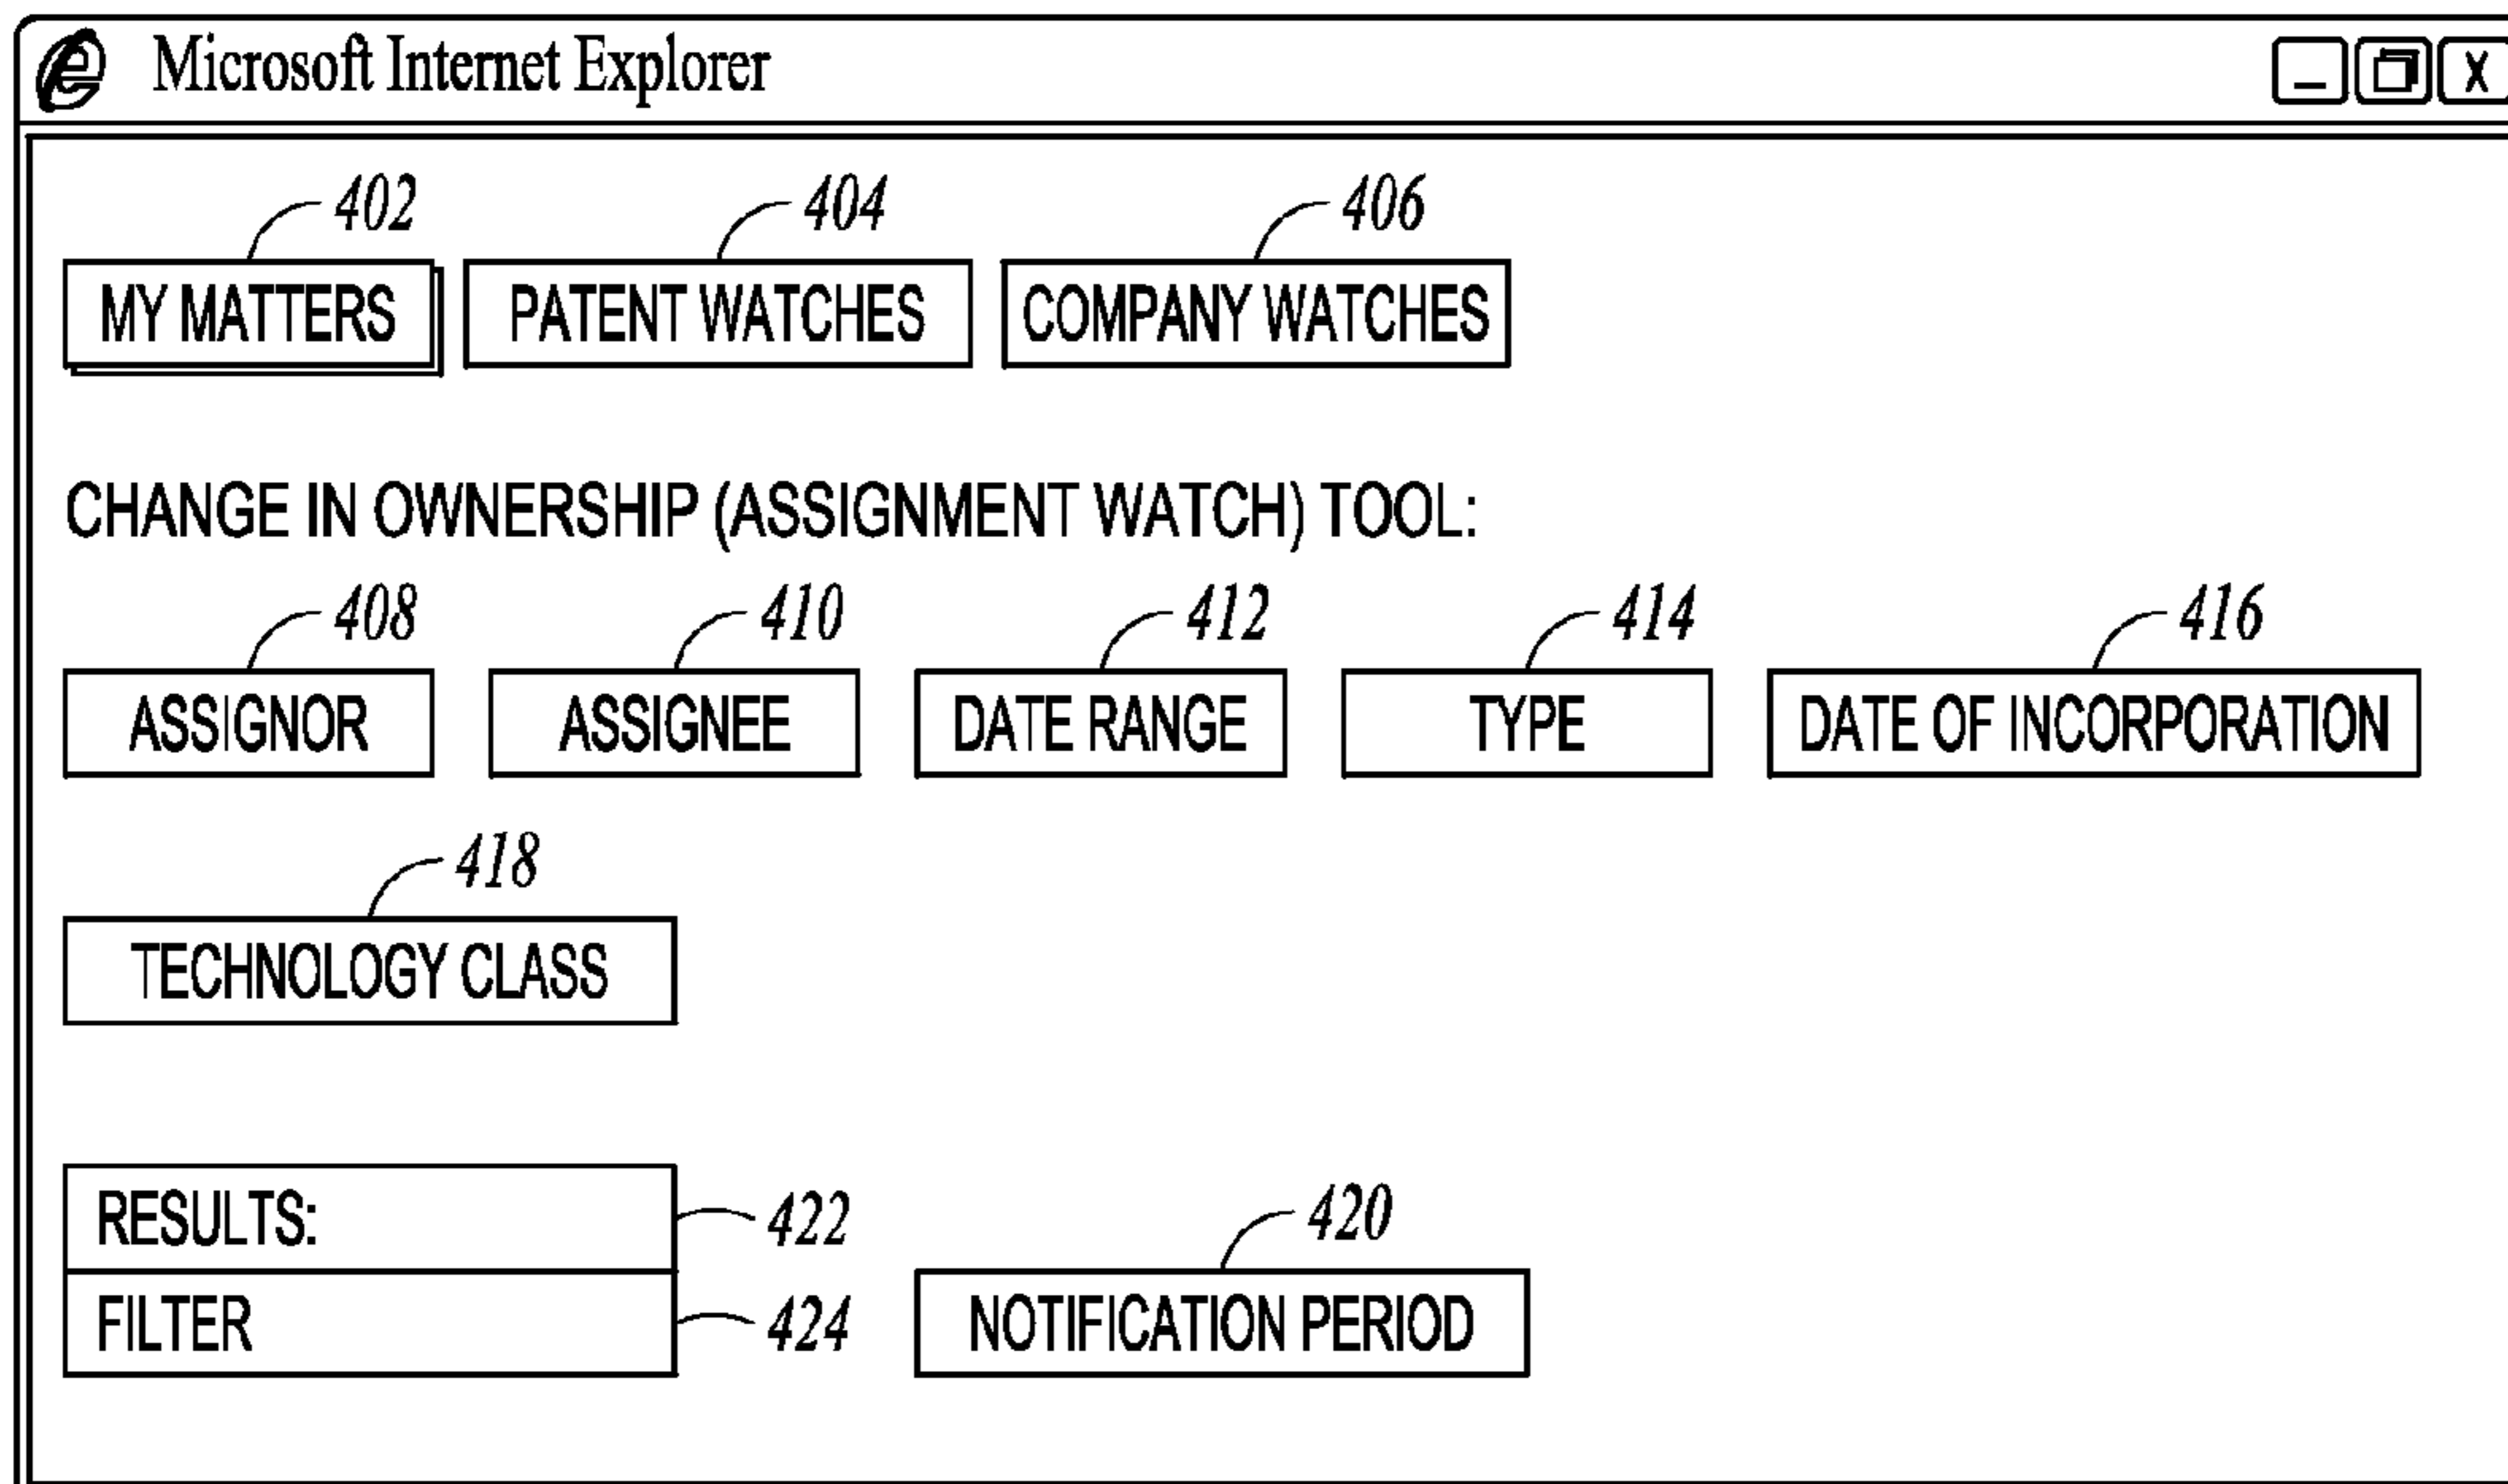 Microsoft Internet Explorer
402 404 406
MY MATTERS PATENT WATCHES COMPANY WATCHES
CHANGE IN OWNERSHIP (ASSIGNMENT WATCH) TOOL:
408 410 412 414 416
ASSIGNOR ASSIGNEE DATE RANGE TYPE DATE OF INCORPORATION
418
TECHNOLOGY CLASS
RESULTS: 422 420
FILTER 424 NOTIFICATION PERIOD